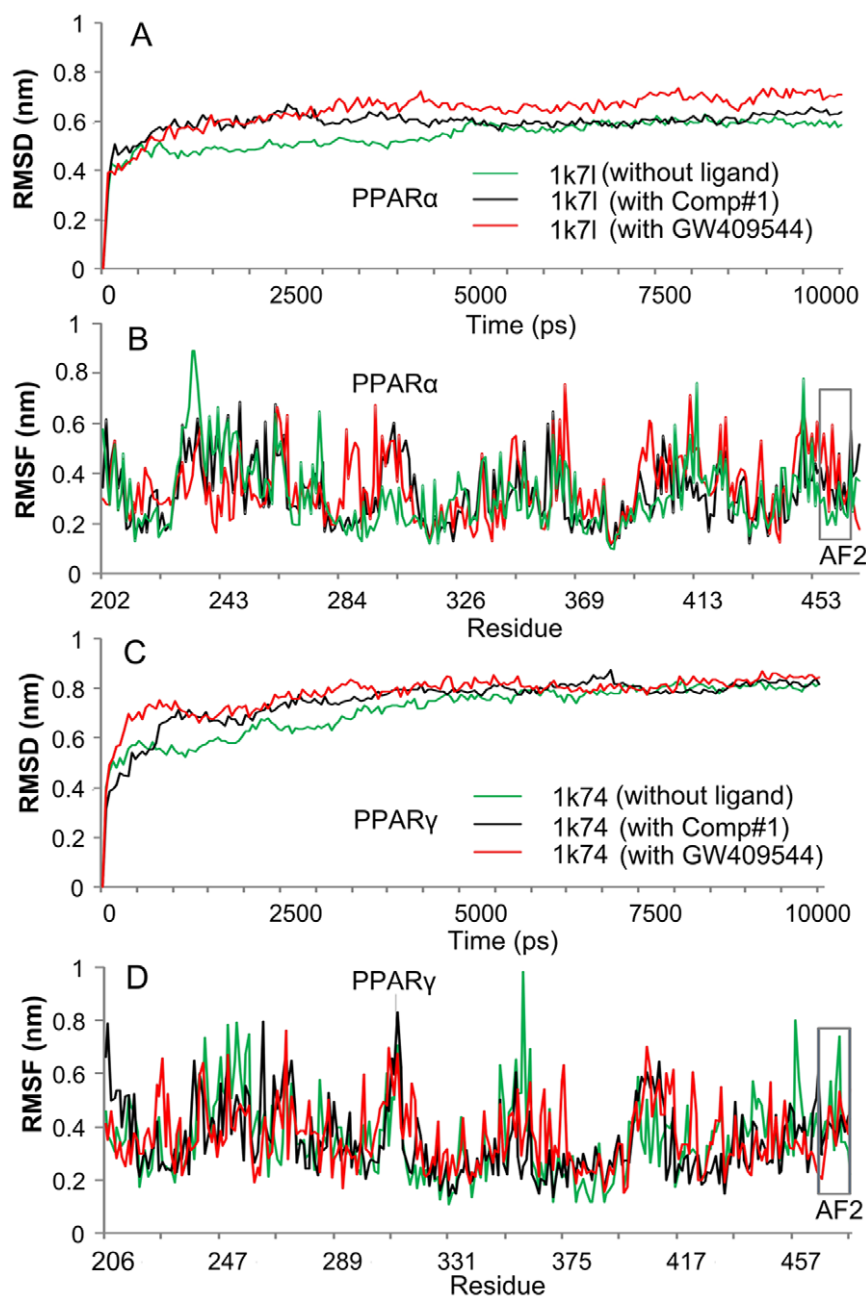 A
RMSD (nm)
1
0.8
0.6
0.4
0.2
0
PPARα
1k7l (without ligand)
1k7l (with Comp#1)
1k7l (with GW409544)
0 2500 5000 7500 10000
Time (ps)
B
RMSF (nm)
1
0.8
0.6
0.4
0.2
0
PPARα
AF2
202 243 284 326 369 413 453
Residue
C
RMSD (nm)
1
0.8
0.6
0.4
0.2
0
PPARγ
1k74 (without ligand)
1k74 (with Comp#1)
1k74 (with GW409544)
0 2500 5000 7500 10000
Time (ps)
D
RMSF (nm)
1
0.8
0.6
0.4
0.2
0
PPARγ
AF2
206 247 289 331 375 417 457
Residue